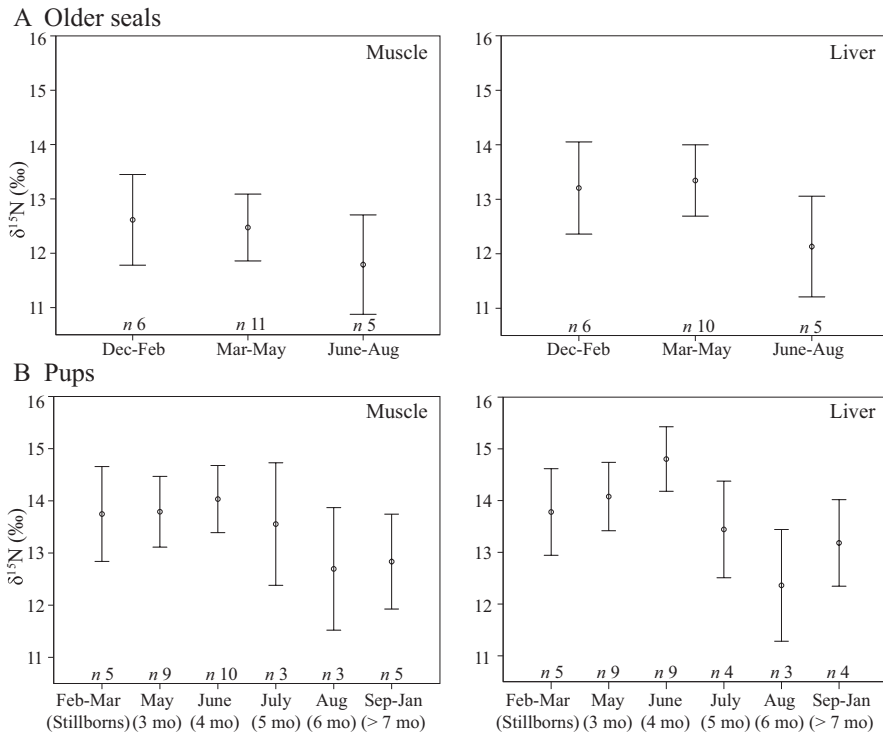 A Older seals
Muscle
δ¹⁵N (‰)
16
15
14
13
12
11
n 6
n 11
n 5
Dec-Feb
Mar-May
June-Aug
Liver
16
15
14
13
12
11
n 6
n 10
n 5
Dec-Feb
Mar-May
June-Aug
B Pups
Muscle
δ¹⁵N (‰)
16
15
14
13
12
11
n 5
n 9
n 10
n 3
n 3
n 5
Feb-Mar May June July Aug Sep-Jan
(Stillborns) (3 mo) (4 mo) (5 mo) (6 mo) (> 7 mo)
Liver
16
15
14
13
12
11
n 5
n 9
n 9
n 4
n 3
n 4
Feb-Mar May June July Aug Sep-Jan
(Stillborns) (3 mo) (4 mo) (5 mo) (6 mo) (> 7 mo)